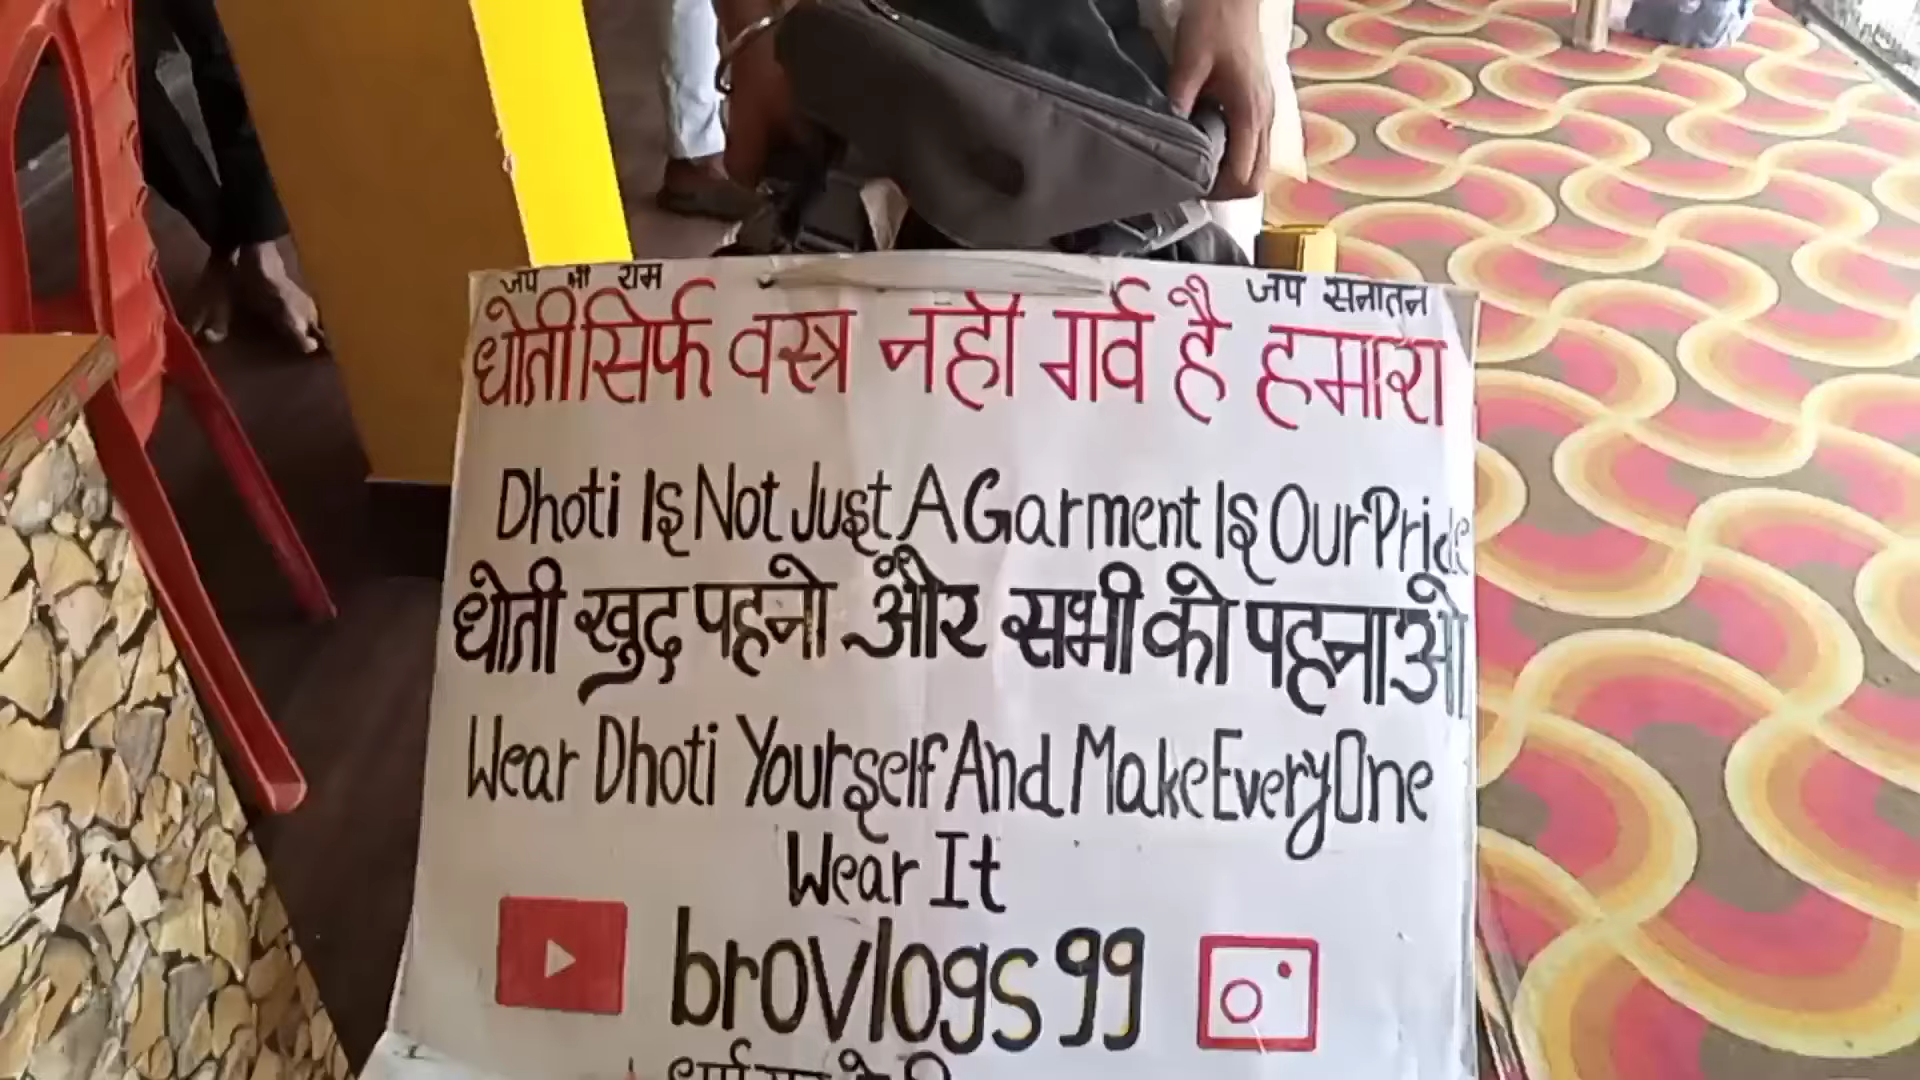 जय श्री राम जय सनातन
धोती सिर्फ वस्त्र नहीं गर्व है हमारा
Dhoti Is Not Just A Garment Is Our Pride
धोती खुद पहनो और सभी को पहनाओ
Wear Dhoti Yourself And Make EveryOne
Wear It
brovlogs99